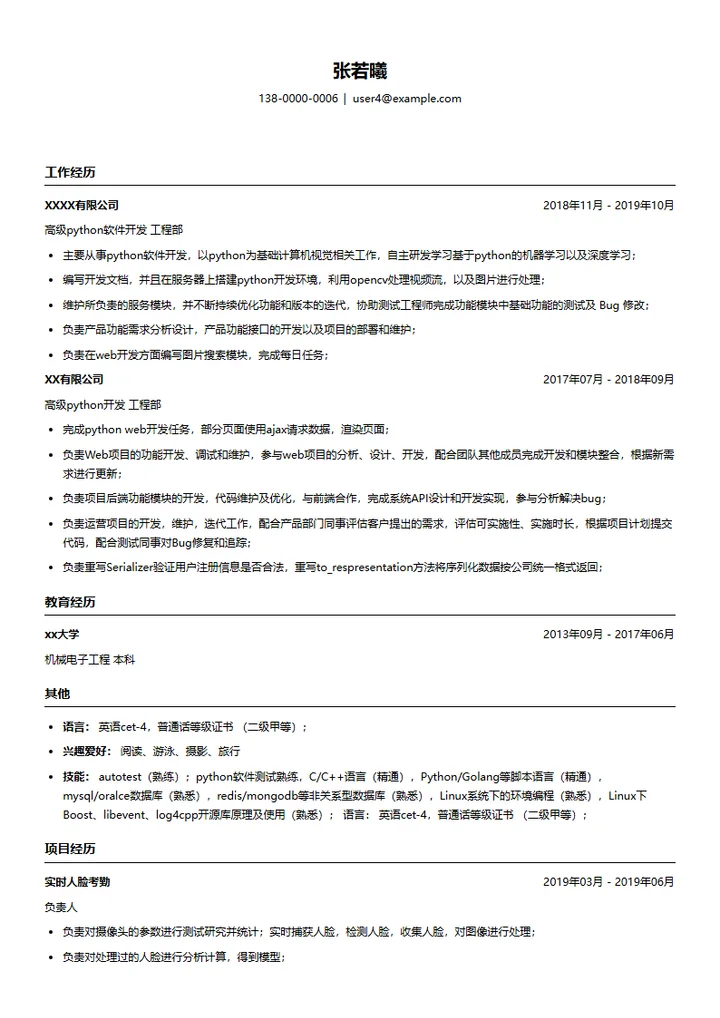 张若曦
138-0000-0006 | user4@example.com
工作经历
XXXX有限公司 2018年11月 - 2019年10月
高级python软件开发 工程部
• 主要从事python软件开发，以python为基础计算机视觉相关工作，自主研发学习基于python的机器学习以及深度学习；
• 编写开发文档，并且在服务器上搭建python开发环境，利用opencv处理视频流，以及图片进行处理；
• 维护所负责的服务模块，并不断持续优化功能和版本的迭代，协助测试工程师完成功能模块中基础功能的测试及 Bug 修改；
• 负责产品功能需求分析设计，产品功能接口的开发以及项目的部署和维护；
• 负责在web开发方面编写图片搜索模块，完成每日任务；
XX有限公司 2017年07月 - 2018年09月
高级python开发 工程部
• 完成python web开发任务，部分页面使用ajax请求数据，渲染页面；
• 负责Web项目的功能开发、调试和维护，参与web项目的分析、设计、开发，配合团队其他成员完成开发和模块整合，根据新需
求进行更新；
• 负责项目后端功能模块的开发，代码维护及优化，与前端合作，完成系统API设计和开发实现，参与分析解决bug；
• 负责运营项目的开发，维护，迭代工作，配合产品部门同事评估客户提出的需求，评估可实施性、实施时长，根据项目计划提交
代码，配合测试同事对Bug修复和追踪；
• 负责重写Serializer验证用户注册信息是否合法，重写to_respresentation方法将序列化数据按公司统一格式返回；
教育经历
xx大学 2013年09月 - 2017年06月
机械电子工程 本科
其他
• 语言： 英语cet-4，普通话等级证书 （二级甲等）；
• 兴趣爱好： 阅读、游泳、摄影、旅行
• 技能： autotest（熟练）；python软件测试熟练，C/C++语言（精通），Python/Golang等脚本语言（精通），
mysql/oralce数据库（熟悉），redis/mongodb等非关系型数据库（熟悉），Linux系统下的环境编程（熟悉），Linux下
Boost、libevent、log4cpp开源库原理及使用（熟悉）； 语言： 英语cet-4，普通话等级证书 （二级甲等）；
项目经历
实时人脸考勤 2019年03月 - 2019年06月
负责人
• 负责对摄像头的参数进行测试研究并统计；实时捕获人脸，检测人脸，收集人脸，对图像进行处理；
• 负责对处理过的人脸进行分析计算，得到模型；